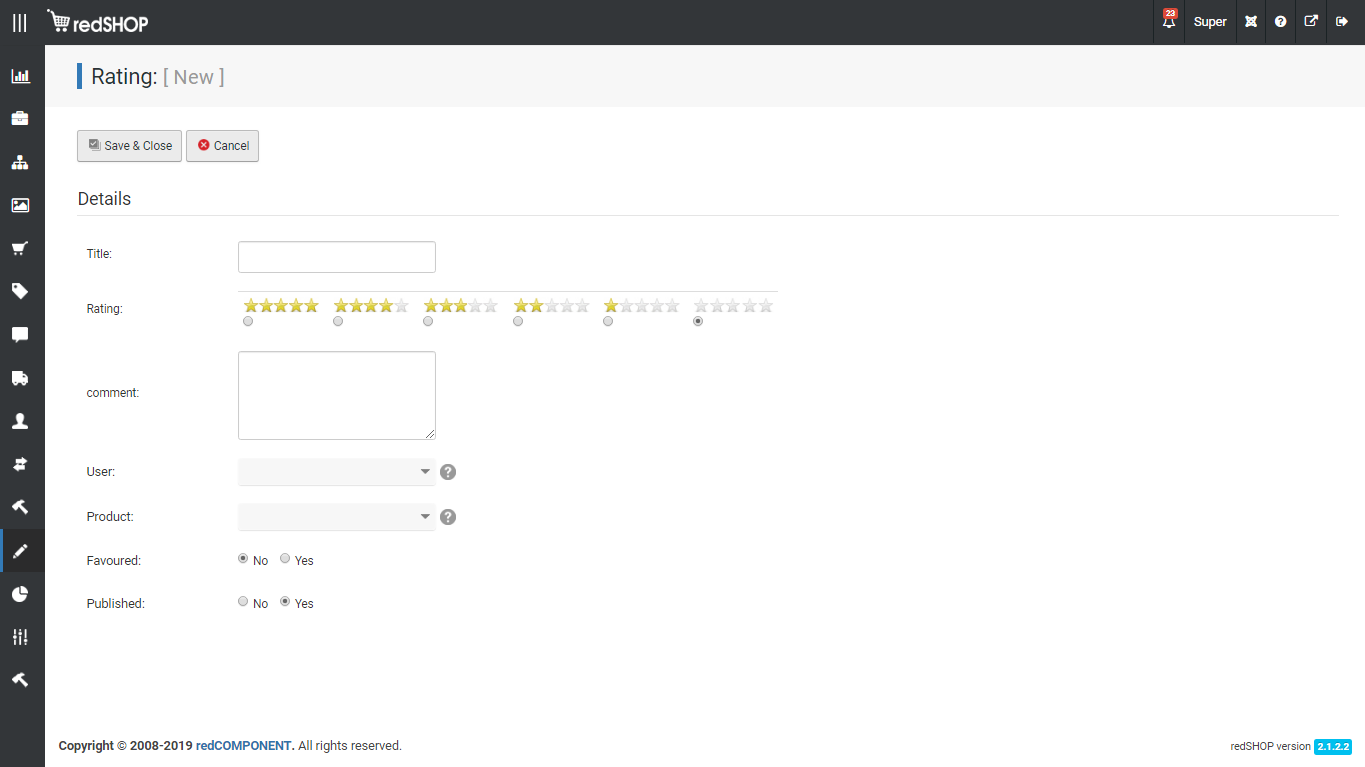 redSHOP
23
Super
Rating: [ New ]
Save & Close
Cancel
Details
Title:
Rating:
comment:
User:
Product:
Favoured:
No
Yes
Published:
No
Yes
Copyright © 2008-2019 redCOMPONENT. All rights reserved.
redSHOP version 2.1.2.2